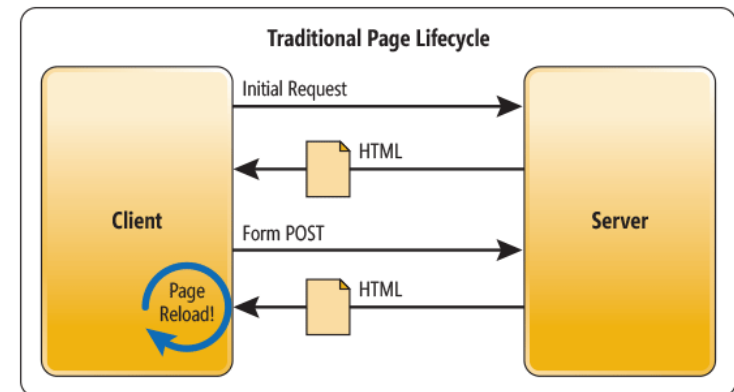 Traditional Page Lifecycle
Initial Request
HTML
Client
Server
Form POST
HTML
Page
Reload!